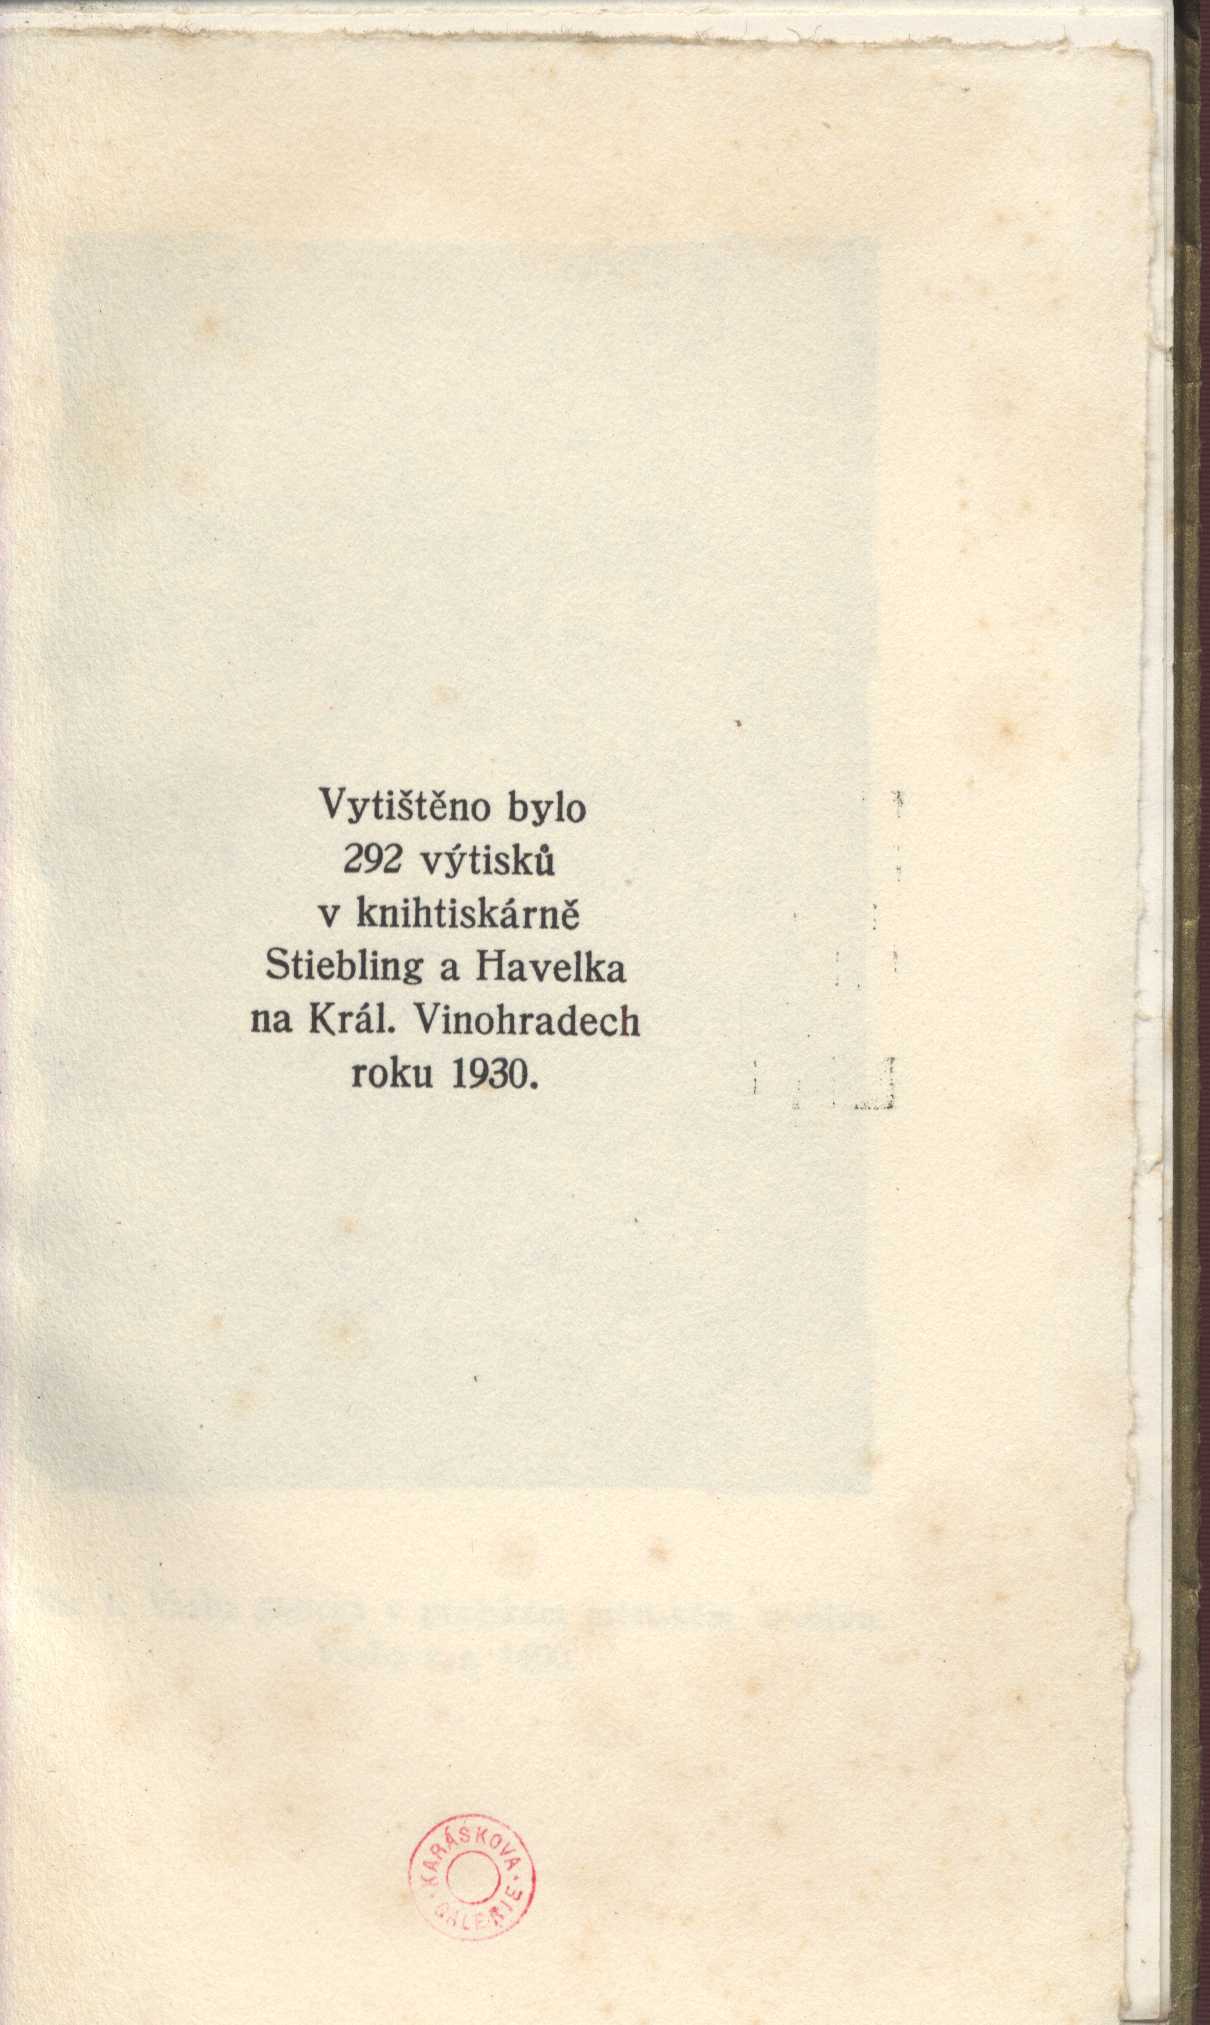 Vytištěno bylo
292 výtisků
v knihtiskárně
Stiebling a Havelka
na Král. Vinohradech
roku 1930.
KARÁSKOVA
GALERIE